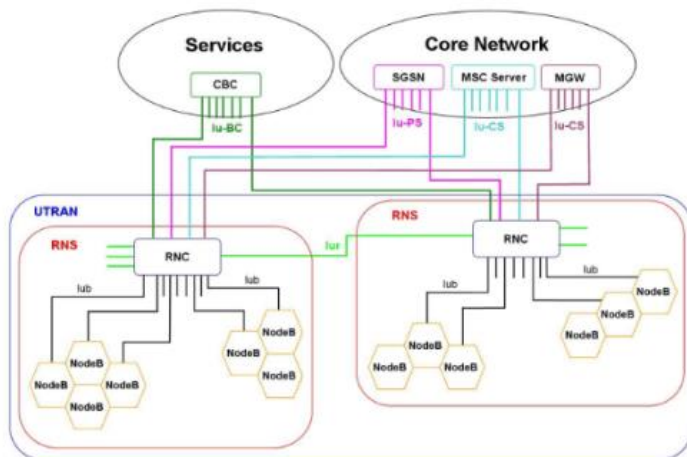 Services
Core Network
CBC
SGSN
MSC Server
MGW
Iu-BC
Iu-PS
Iu-CS
Iu-CS
UTRAN
RNS
RNS
RNC
Iur
RNC
Iub
Iub
Iub
Iub
NodeB
NodeB
NodeB
NodeB
NodeB
NodeB
NodeB
NodeB
NodeB
NodeB
NodeB
NodeB
NodeB